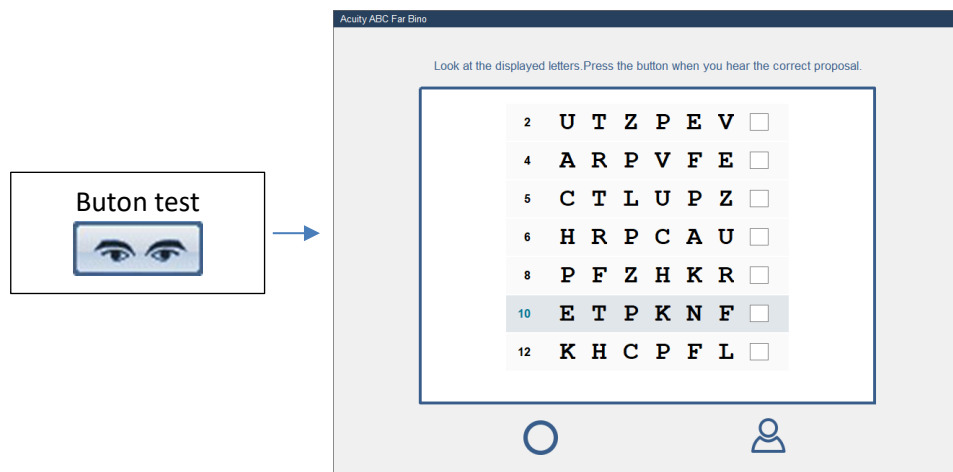 Buton test
Acuity ABC Far Bino
Look at the displayed letters.Press the button when you hear the correct proposal.
2 U T Z P E V
4 A R P V F E
5 C T L U P Z
6 H R P C A U
8 P F Z H K R
10 E T P K N F
12 K H C P F L